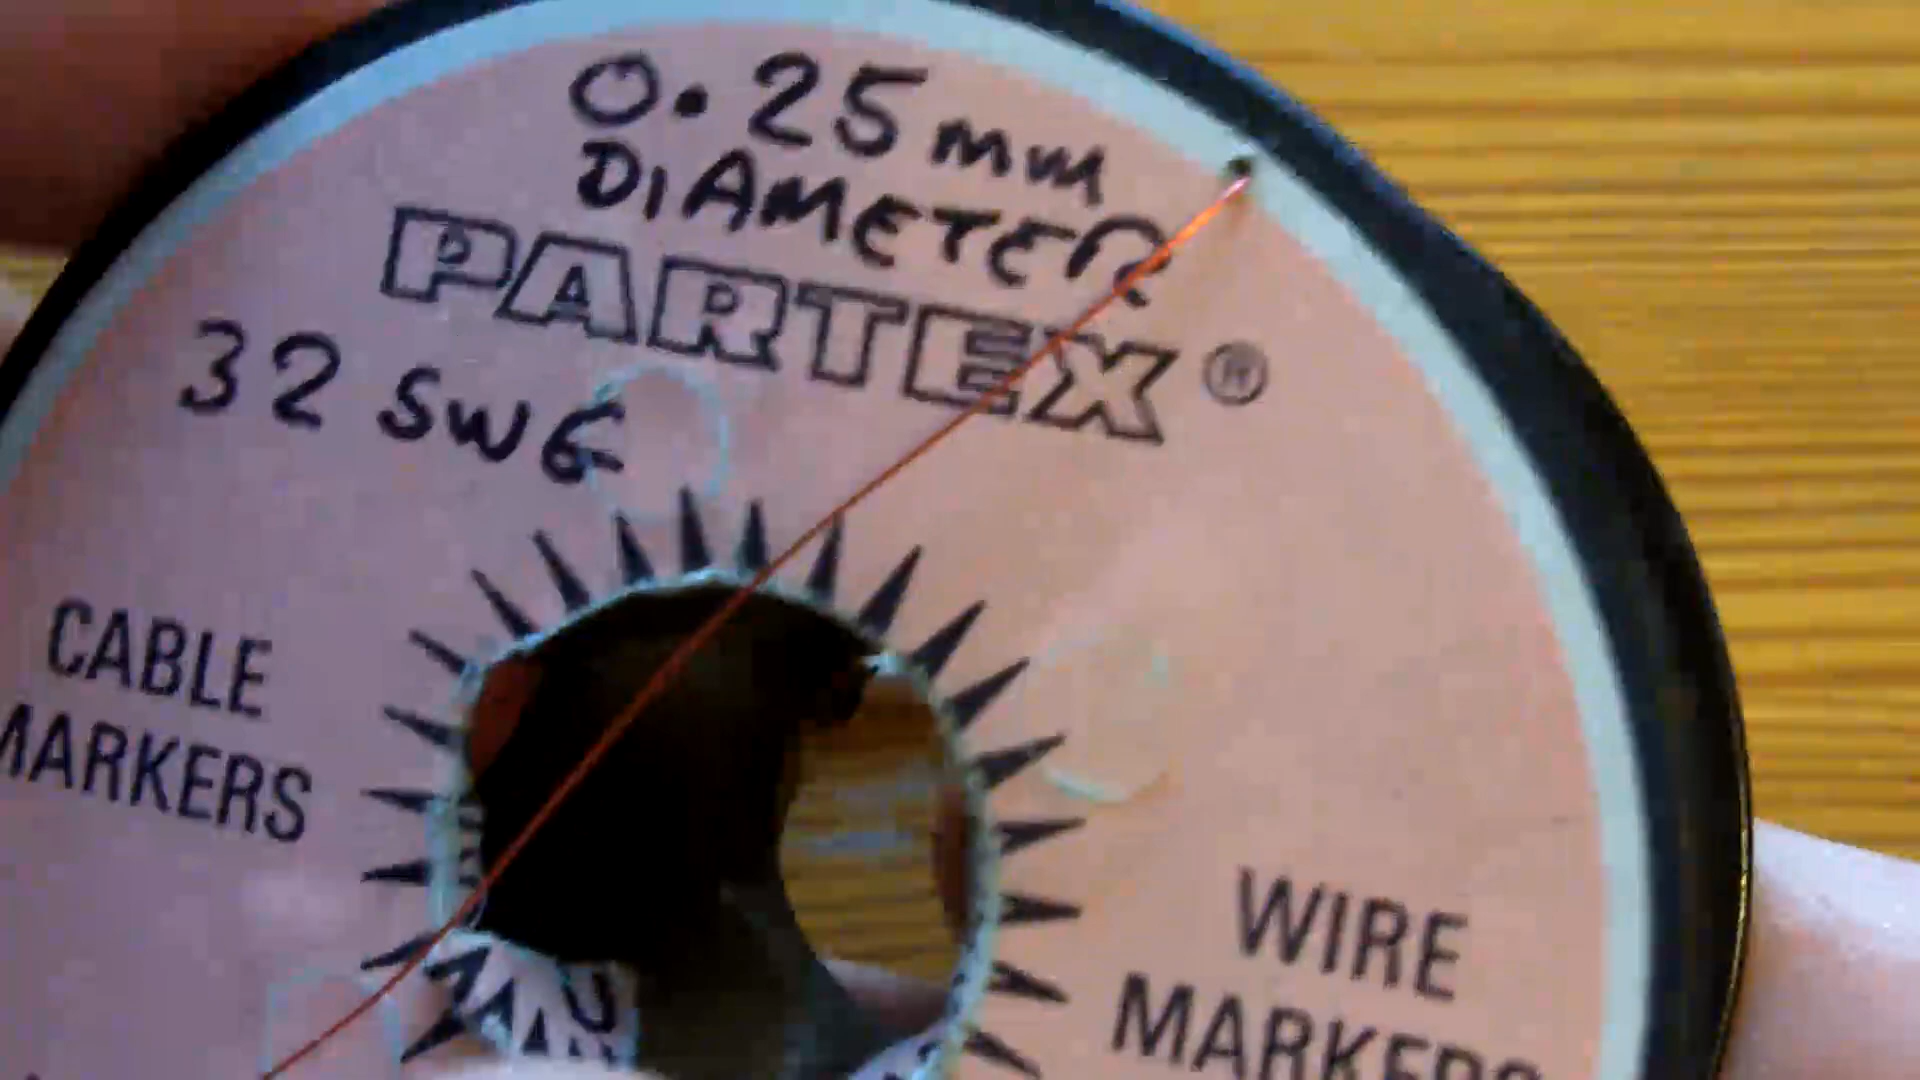 0.25mm
DIAMETER
PARTEX®
32 SWG
CABLE
MARKERS
WIRE
MARKERS